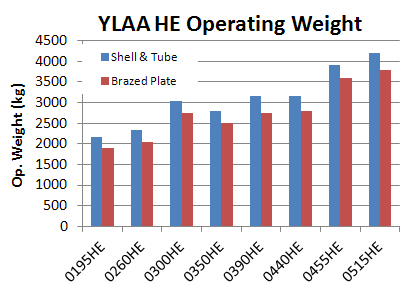 YLAA HE Operating Weight
4500
4000
3500
3000
2500
2000
1500
1000
500
0
Op. Weight (kg)
Shell & Tube
Brazed Plate
0195HE
0260HE
0300HE
0350HE
0390HE
0440HE
0455HE
0515HE